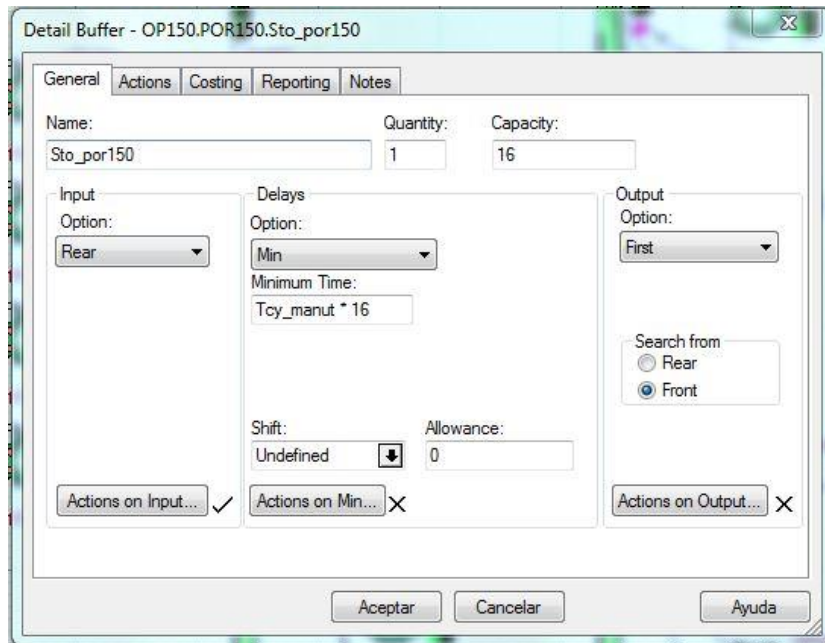 Detail Buffer - OP150.POR150.Sto_por150
General Actions Costing Reporting Notes
Name: Quantity: Capacity:
Sto_por150 1 16
Input Delays Output
Option: Option: Option:
Rear Min First
Minimum Time:
Tcy_manut * 16
Search from
Rear
Front
Shift: Allowance:
Undefined 0
Actions on Input... Actions on Min... Actions on Output...
Aceptar Cancelar Ayuda